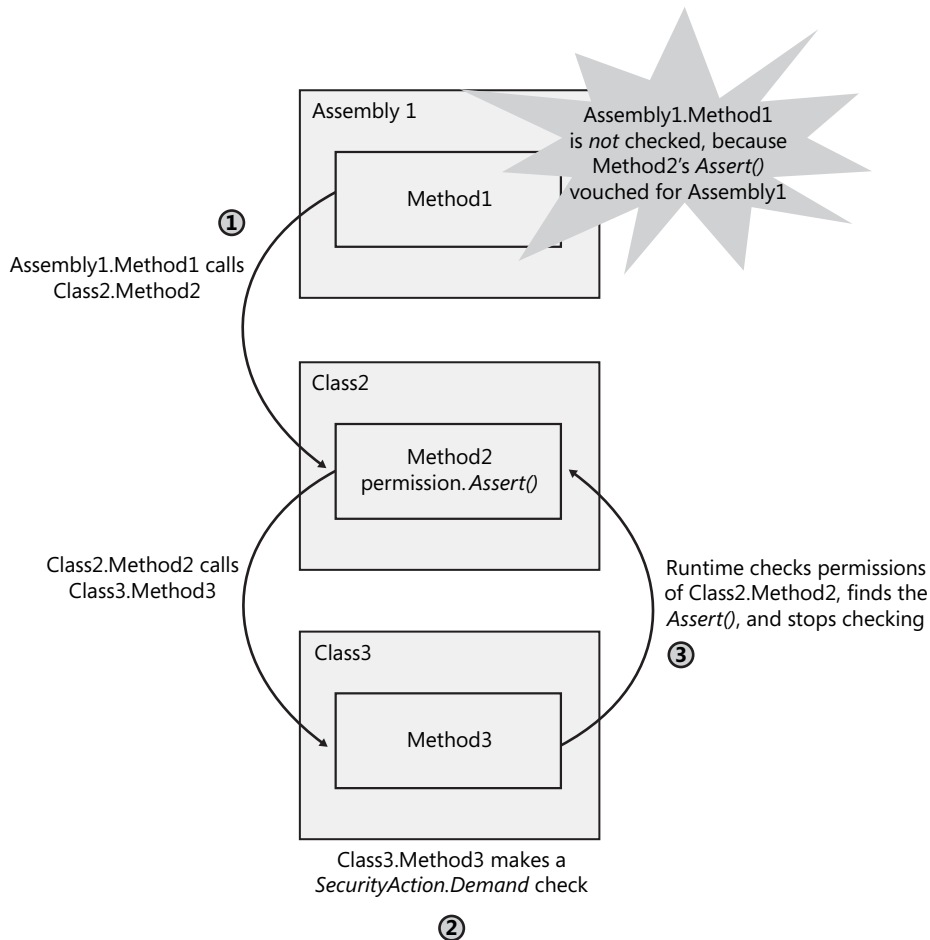 Assembly 1
Assembly1.Method1
is not checked, because
Method2's Assert()
vouched for Assembly1
Method1
1
Assembly1.Method1 calls
Class2.Method2
Class2
Method2
permission.Assert()
Class2.Method2 calls
Class3.Method3
Runtime checks permissions
of Class2.Method2, finds the
Assert(), and stops checking
3
Class3
Method3
Class3.Method3 makes a
SecurityAction.Demand check
2